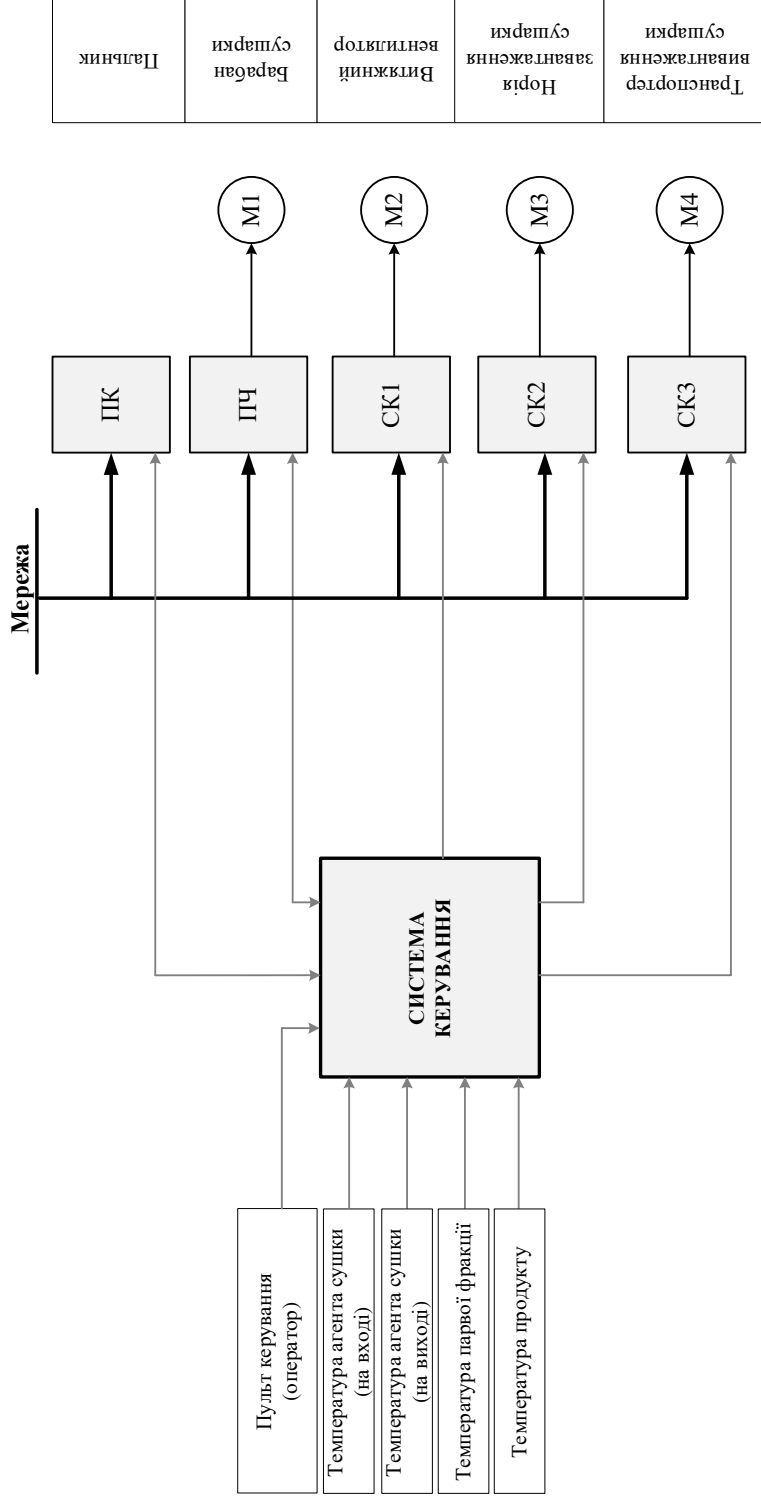 Мережа
Пальник
Барабан
сушарки
Витяжний
вентилятор
Норія
завантаження
сушарки
Транспортер
вивантаження
сушарки
М1
М2
М3
М4
ПК
ПЧ
СК1
СК2
СК3
СИСТЕМА
КЕРУВАННЯ
Пульт керування
(оператор)
Температура агента сушки
(на вході)
Температура агента сушки
(на виході)
Температура парвої фракції
Температура продукту